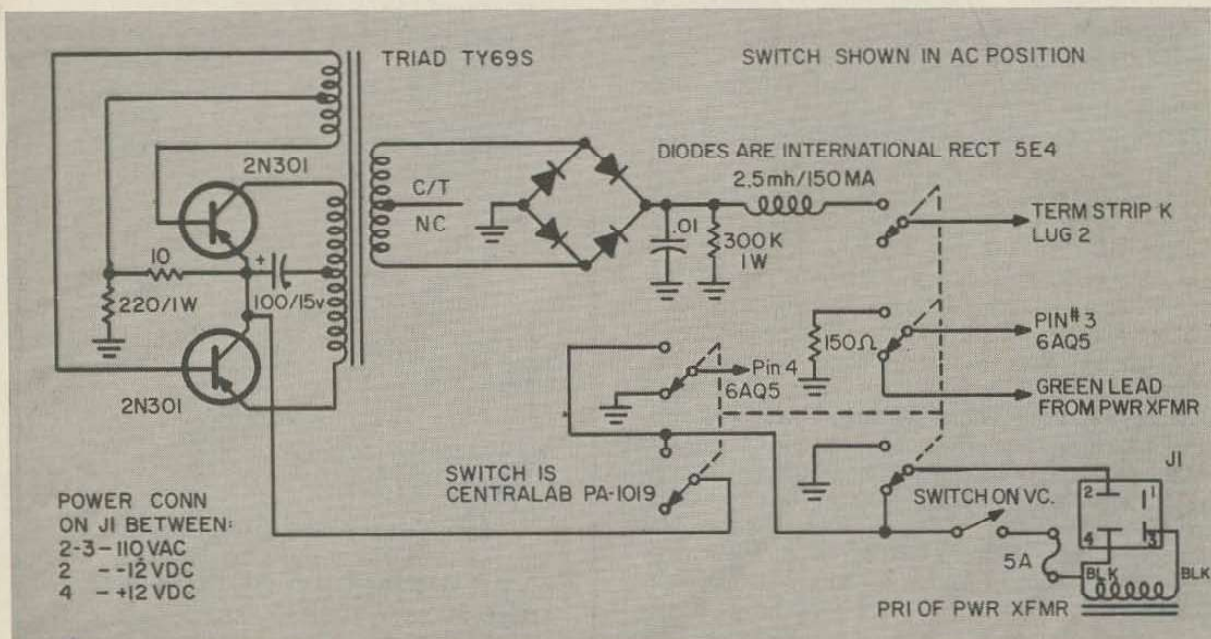 TRIAD TY69S
SWITCH SHOWN IN AC POSITION
2N301
C/T
NC
DIODES ARE INTERNATIONAL RECT 5E4
2.5mh/150MA
.01
300K
1W
TERM STRIP K
LUG 2
10
+
100/15v
220/1W
2N301
150Ω
PIN #3
6AQ5
Pin 4
6AQ5
GREEN LEAD
FROM PWR XFMR
SWITCH IS
CENTRALAB PA-1019
J1
SWITCH ON VC.
2 1
4 3
5A
BLK BLK
PRI OF PWR XFMR
POWER CONN
ON J1 BETWEEN:
2-3-110VAC
2 --12VDC
4 -+12VDC